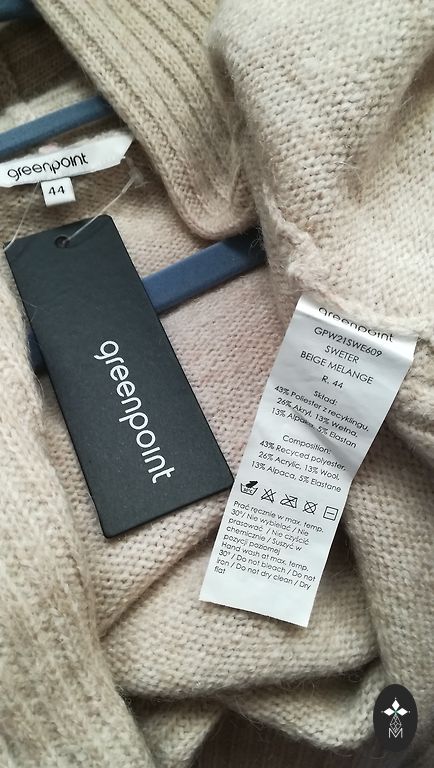 greenpoint
44
greenpoint
greenpoint
GPW21SWE609
SWETER
BEIGE MELANGE
R. 44
Skład:
43% Poliester z recyklingu,
26% Akryl, 13% Wełna,
13% Alpaka, 5% Elastan
Composition:
43% Recyced polyester,
26% Acrylic, 13% Wool,
13% Alpaca, 5% Elastane
Prać ręcznie w max. temp.
30°/ Nie wybielać / Nie
prasować / Nie czyścić
chemicznie / Suszyć w
pozycji poziomej
Hand wash at max. temp.
30° / Do not bleach / Do not
iron / Do not dry clean / Dry
flat